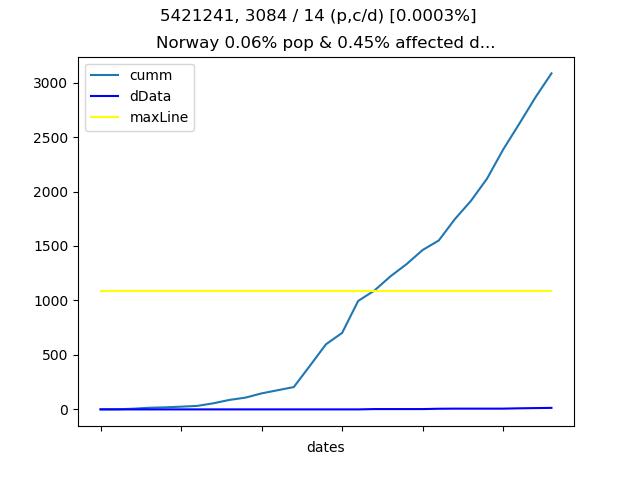 5421241, 3084 / 14 (p,c/d) [0.0003%]
Norway 0.06% pop & 0.45% affected d...
cumm
dData
maxLine
3000
2500
2000
1500
1000
500
0
dates